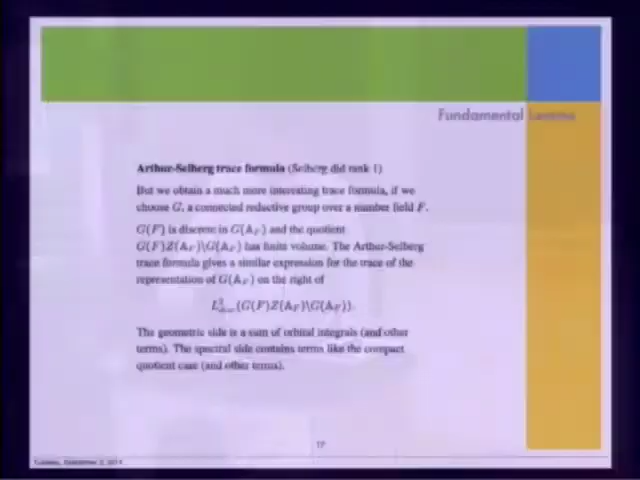 Fundamental Lemma
Arthur-Selberg trace formula (Selberg did rank 1)
But we obtain a much more interesting trace formula, if we
choose G, a connected reductive group over a number field F.
G(F) is discrete in G(A_F) and the quotient
G(F)Z(A_F)\G(A_F) has finite volume. The Arthur-Selberg
trace formula gives a similar expression for the trace of the
representation of G(A_F) on the right of
L²_disc(G(F)Z(A_F)\G(A_F)).
The geometric side is a sum of orbital integrals (and other
terms). The spectral side contains terms like the compact
quotient case (and other terms).
17